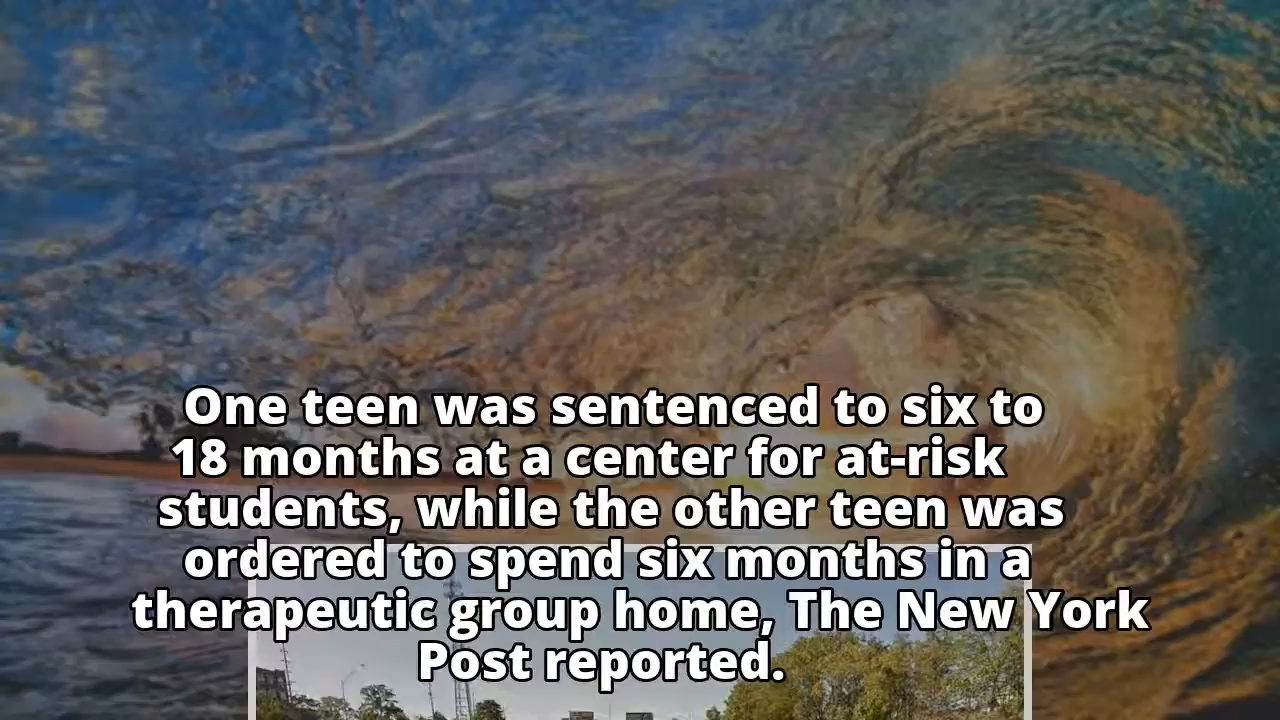 One teen was sentenced to six to
18 months at a center for at-risk
students, while the other teen was
ordered to spend six months in a
therapeutic group home, The New York
Post reported.